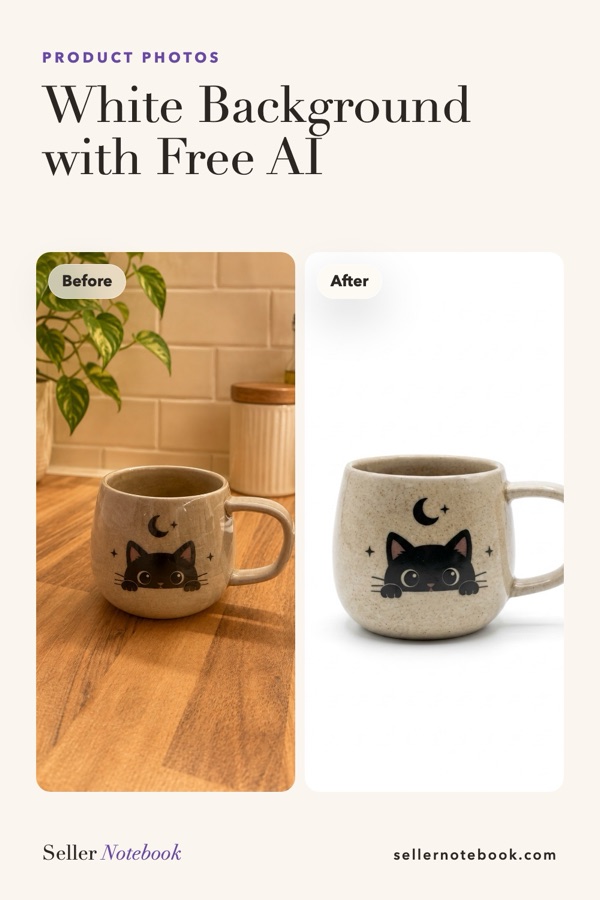 PRODUCT PHOTOS
White Background
with Free AI
Before
After
Seller Notebook
sellernotebook.com